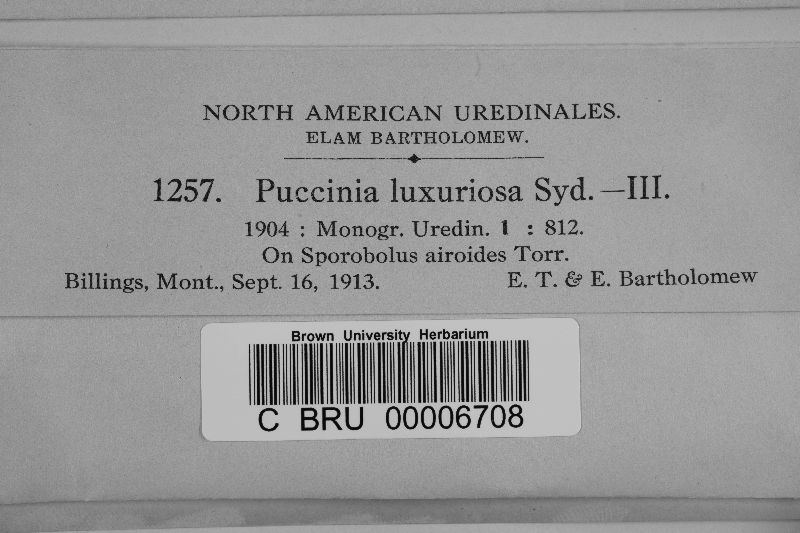 NORTH AMERICAN UREDINALES.
ELAM BARTHOLOMEW.
1257. Puccinia luxuriosa Syd.—III.
1904 : Monogr. Uredin. 1 : 812.
On Sporobolus airoides Torr.
Billings, Mont., Sept. 16, 1913. E. T. & E. Bartholomew
Brown University Herbarium
C BRU 00006708